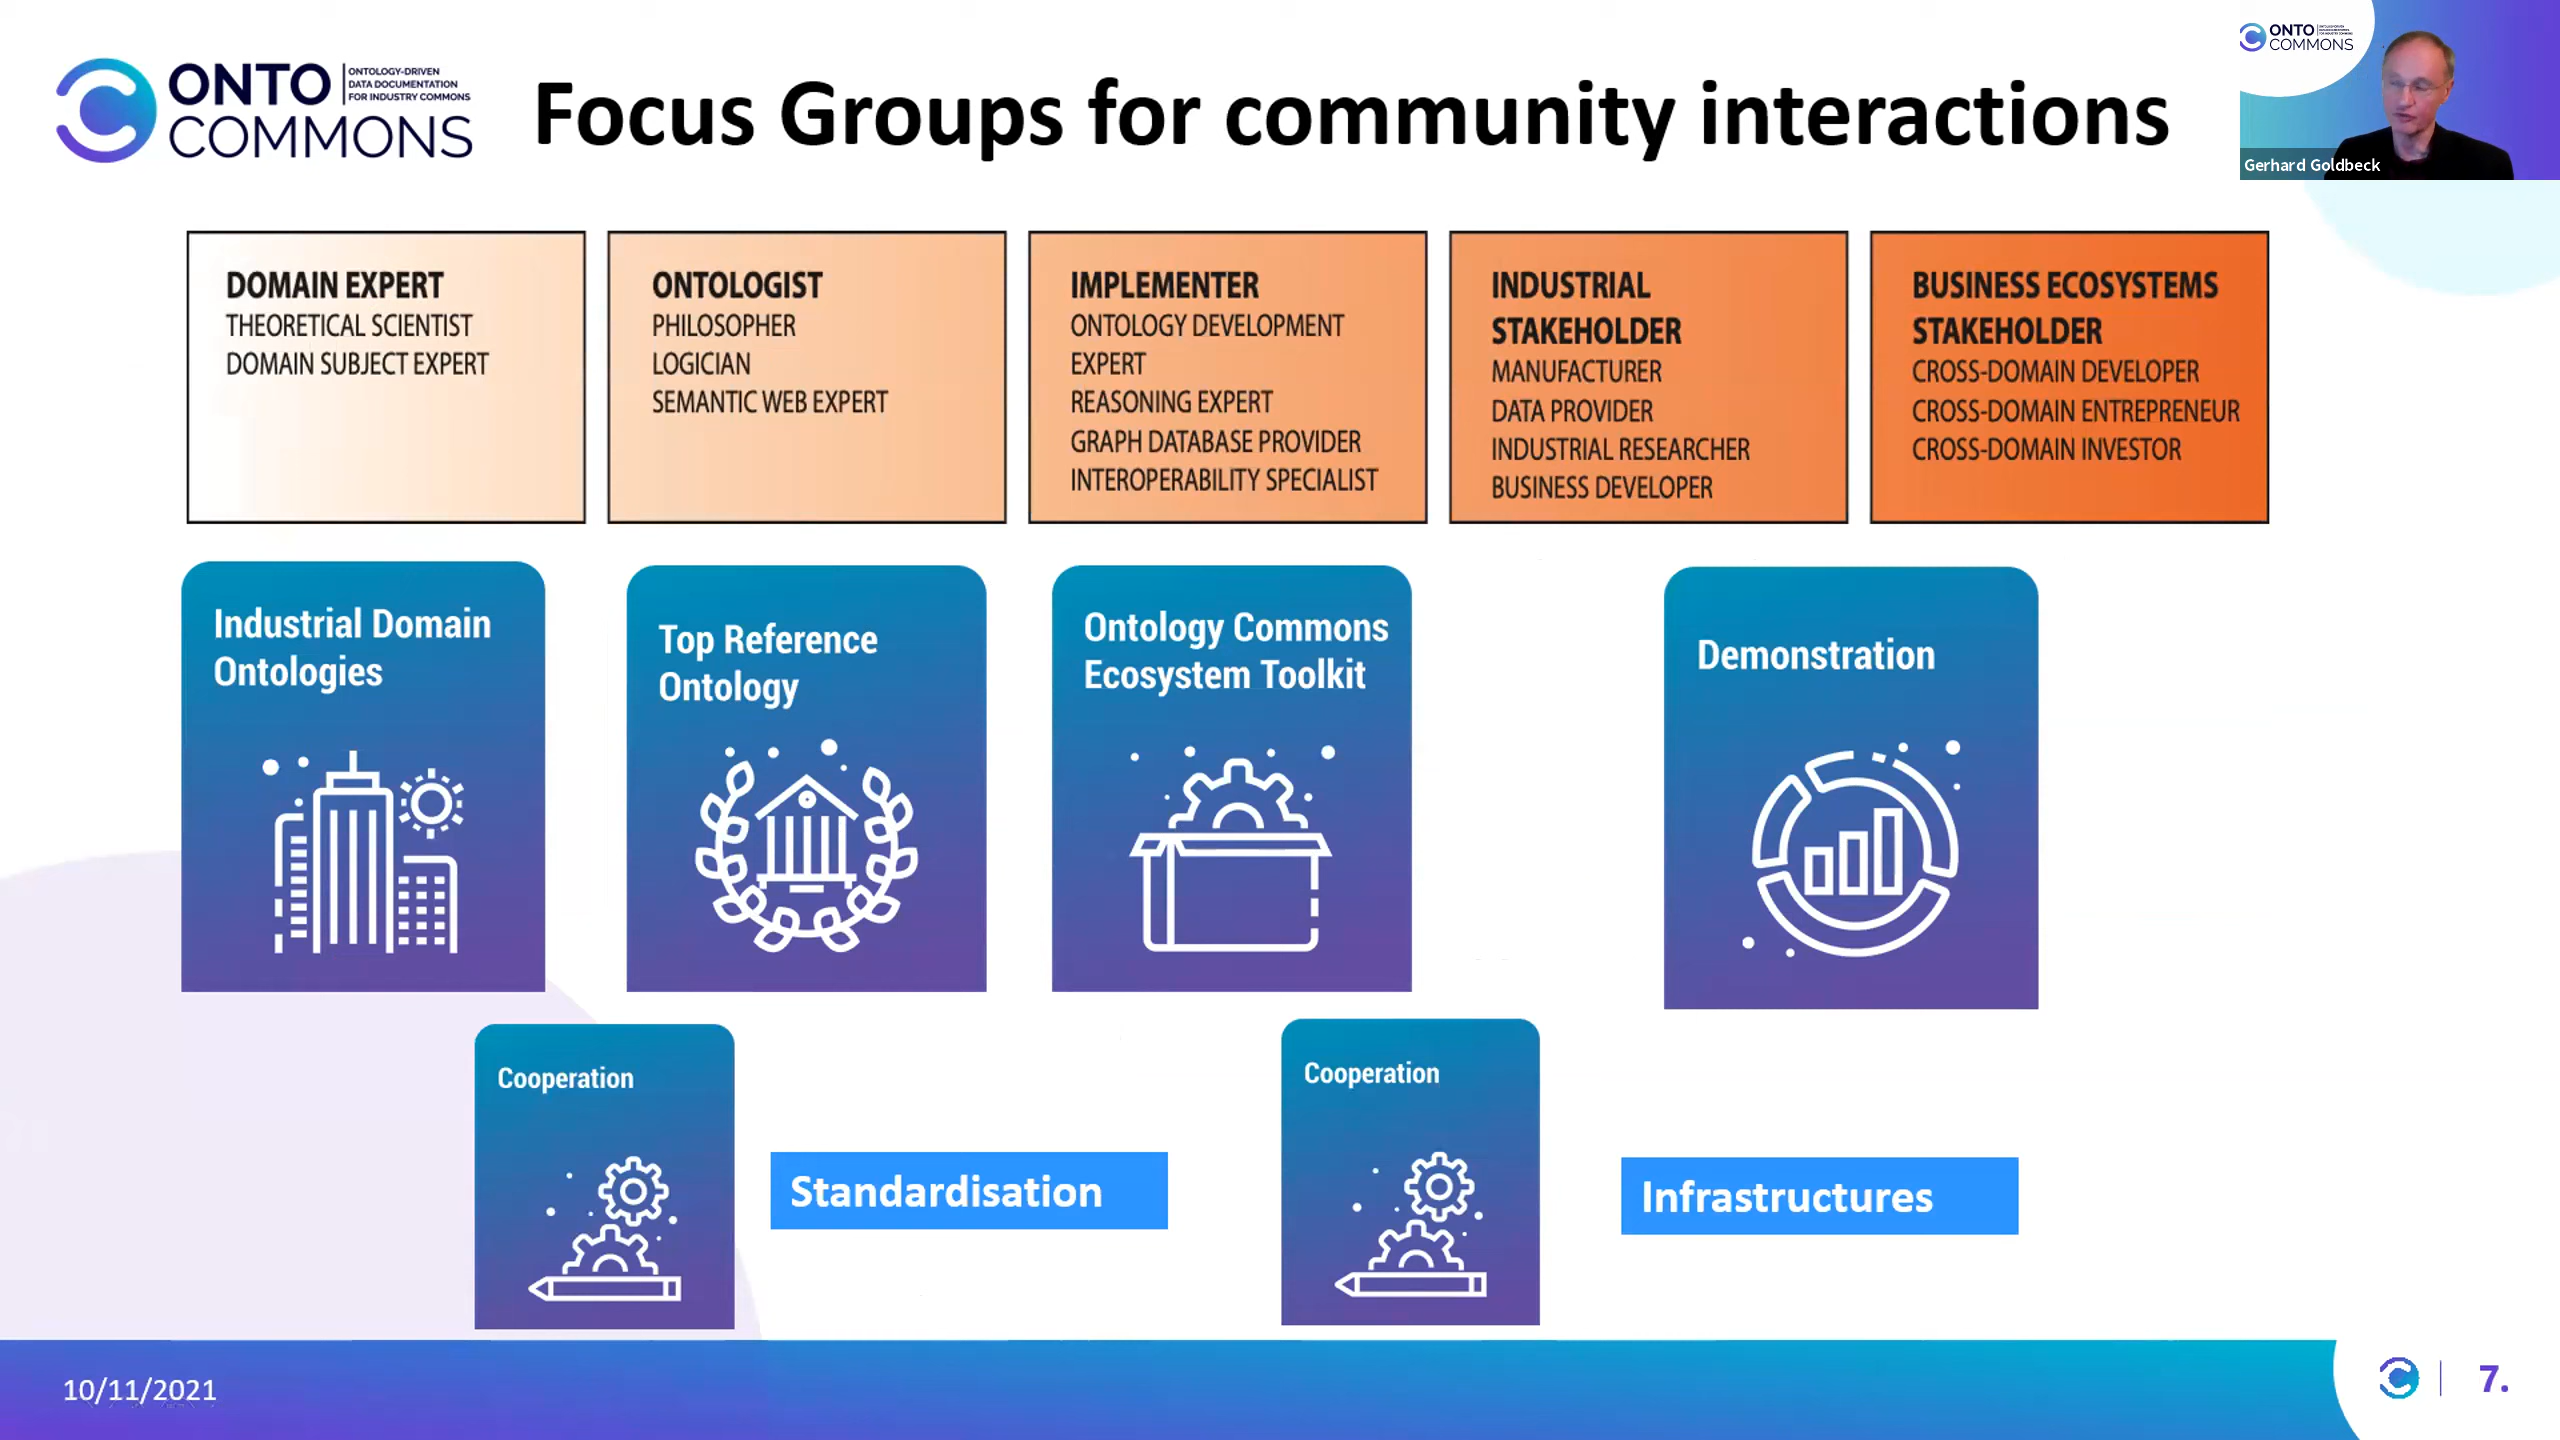 ONTO
COMMONS
ONTOLOGY-DRIVEN
DATA DOCUMENTATION
FOR INDUSTRY COMMONS
Focus Groups for community interactions
ONTO
COMMONS
Gerhard Goldbeck
DOMAIN EXPERT
THEORETICAL SCIENTIST
DOMAIN SUBJECT EXPERT
ONTOLOGIST
PHILOSOPHER
LOGICIAN
SEMANTIC WEB EXPERT
IMPLEMENTER
ONTOLOGY DEVELOPMENT
EXPERT
REASONING EXPERT
GRAPH DATABASE PROVIDER
INTEROPERABILITY SPECIALIST
INDUSTRIAL
STAKEHOLDER
MANUFACTURER
DATA PROVIDER
INDUSTRIAL RESEARCHER
BUSINESS DEVELOPER
BUSINESS ECOSYSTEMS
STAKEHOLDER
CROSS-DOMAIN DEVELOPER
CROSS-DOMAIN ENTREPRENEUR
CROSS-DOMAIN INVESTOR
Industrial Domain
Ontologies
Top Reference
Ontology
Ontology Commons
Ecosystem Toolkit
Demonstration
Cooperation
Standardisation
Cooperation
Infrastructures
10/11/2021
7.